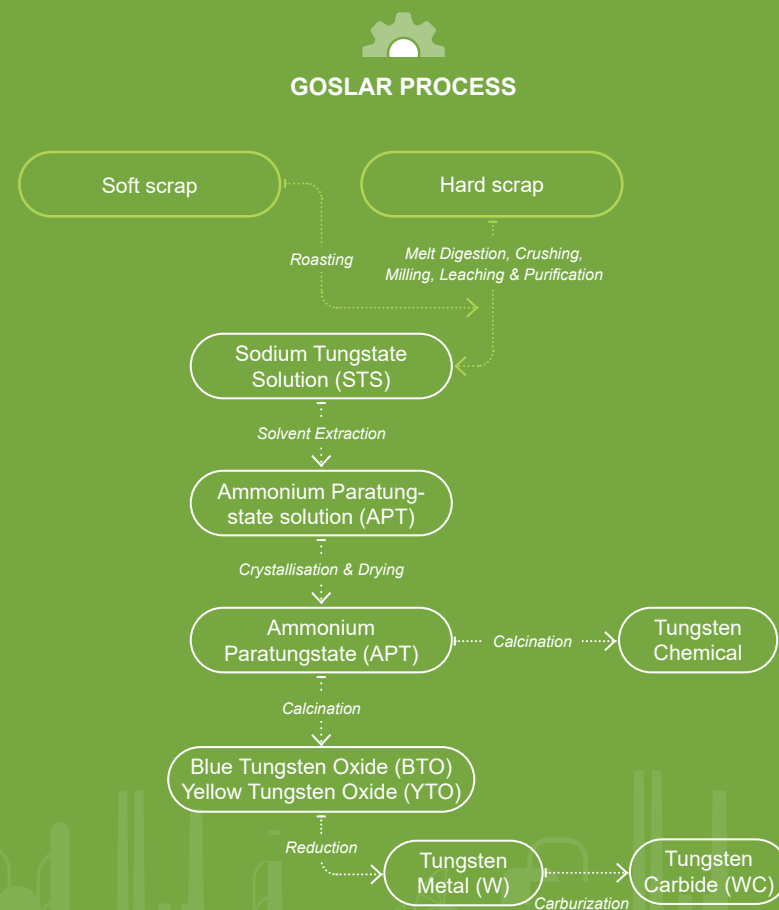 GOSLAR PROCESS
Soft scrap
Hard scrap
Roasting
Melt Digestion, Crushing,
Milling, Leaching & Purification
Sodium Tungstate
Solution (STS)
Solvent Extraction
Ammonium Paratung-
state solution (APT)
Crystallisation & Drying
Ammonium
Paratungstate (APT)
Calcination
Tungsten
Chemical
Calcination
Blue Tungsten Oxide (BTO)
Yellow Tungsten Oxide (YTO)
Reduction
Tungsten
Metal (W)
Carburization
Tungsten
Carbide (WC)